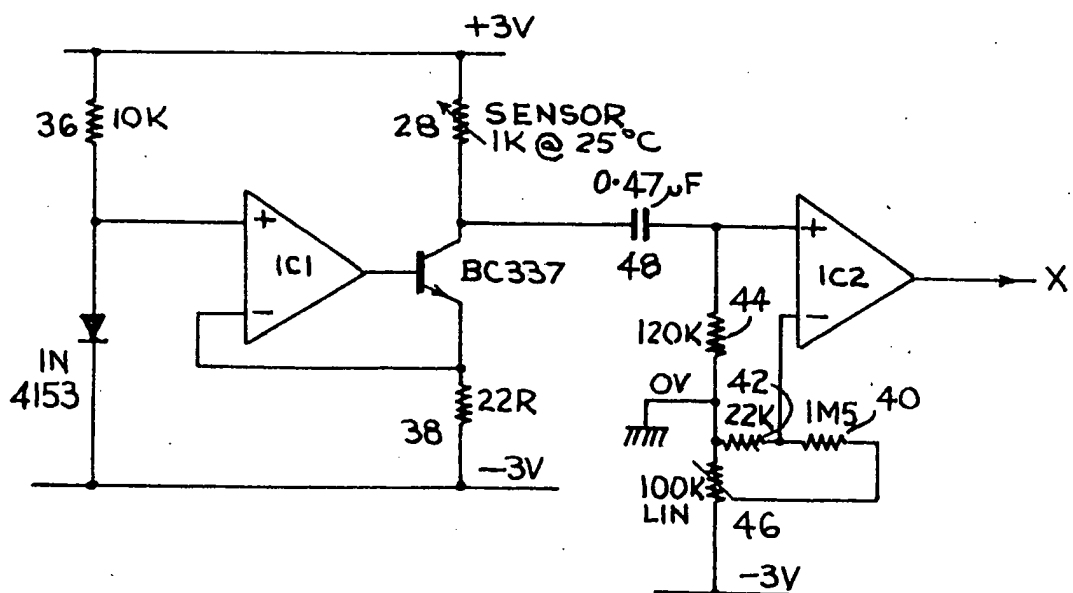 +3V
36
10K
28
SENSOR
1K @ 25°C
0.47µF
48
+
IC1
−
BC337
+
IC2
−
X
44
120K
IN
4153
22R
38
0V
42
22K
1M5
40
−3V
100K
LIN
46
−3V